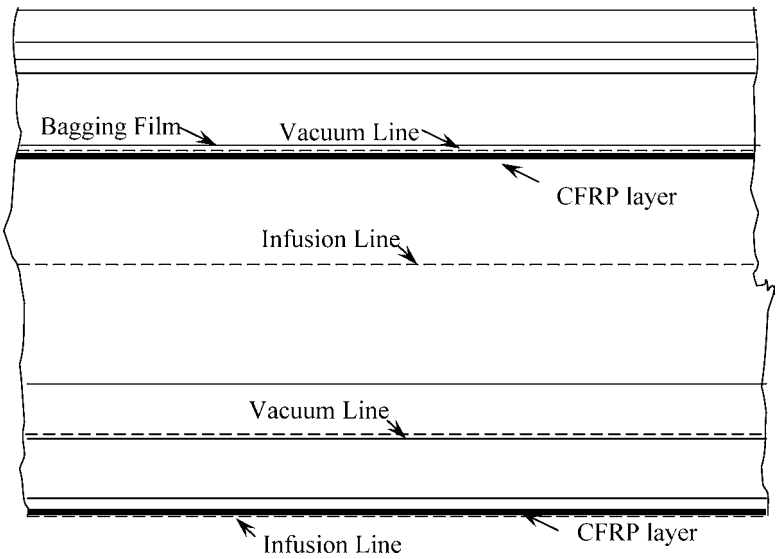 Bagging Film
Vacuum Line
CFRP layer
Infusion Line
Vacuum Line
CFRP layer
Infusion Line